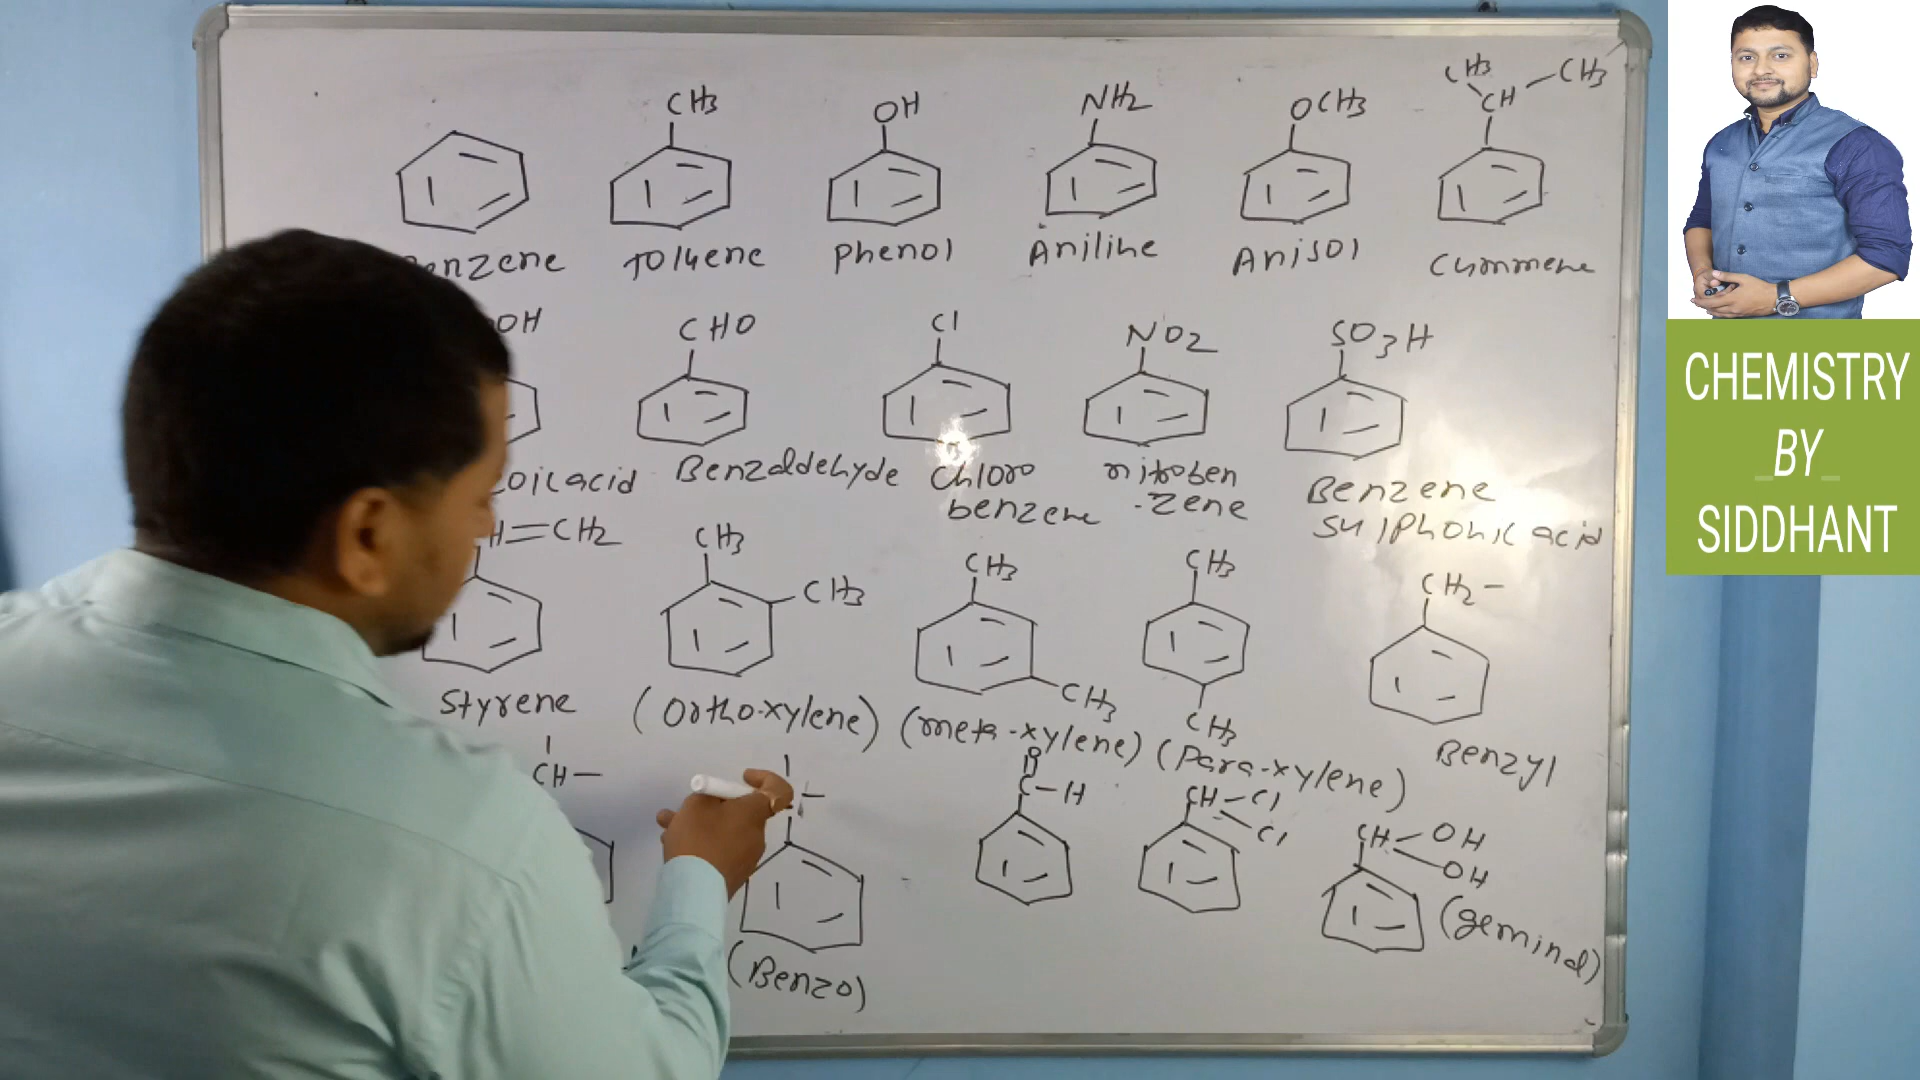 CH3 OH NH2 OCH3 CH3 CH CH3
Benzene Toluene Phenol Aniline Anisol Cummene
OH CHO Cl NO2 SO3H
oic acid Benzaldehyde Chloro nitroben Benzene
benzene -zene sulphonic acid
H=CH2 CH3 CH3 CH3 CH3 CH3 CH3 CH2-
Styrene (Ortho-xylene) (meta-xylene) (Para-xylene) Benzyl
CH- C-H CH-Cl Cl CH-OH OH
(Benzo) (geminal)
CHEMISTRY
BY
SIDDHANT